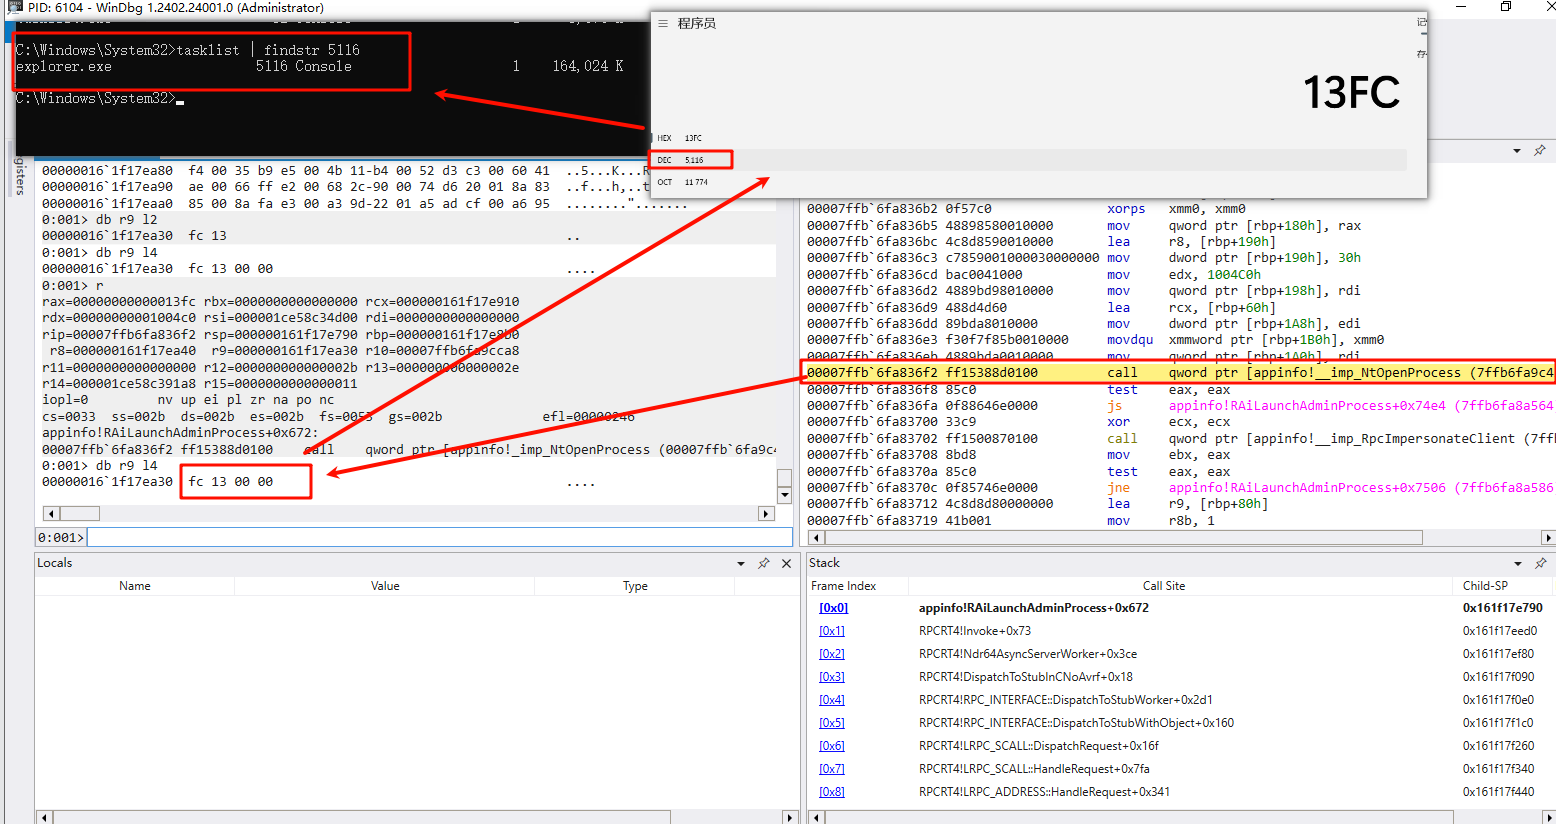 PID: 6104 - WinDbg 1.2402.24001.0 (Administrator)
C:\Windows\System32>tasklist | findstr 5116
explorer.exe 5116 Console 1 164,024 K
C:\Windows\System32>
程序员
13FC
HEX 13FC
DEC 5,116
OCT 11 774
00000016`1f17ea80 f4 00 35 b9 e5 00 4b 11-b4 00 52 d3 c3 00 60 41 ..5...K...R
00000016`1f17ea90 ae 00 66 ff e2 00 68 2c-90 00 74 d6 20 01 8a 83 ..f...h,..t
00000016`1f17eaa0 85 00 8a fa e3 00 a3 9d-22 01 a5 ad cf 00 a6 95 ........".......
0:001> db r9 l2
00000016`1f17ea30 fc 13 ..
0:001> db r9 l4
00000016`1f17ea30 fc 13 00 00 ....
0:001> r
rax=00000000000013fc rbx=0000000000000000 rcx=000000161f17e910
rdx=00000000001004c0 rsi=000001ce58c34d00 rdi=0000000000000000
rip=00007ffb6fa836f2 rsp=000000161f17e790 rbp=000000161f17e8b0
r8=000000161f17ea40 r9=000000161f17ea30 r10=00007ffb6fa9cca8
r11=0000000000000000 r12=000000000000002b r13=000000000000002e
r14=000001ce58c391a8 r15=0000000000000011
iopl=0 nv up ei pl zr na po nc
cs=0033 ss=002b ds=002b es=002b fs=0053 gs=002b efl=00000246
appinfo!RAiLaunchAdminProcess+0x672:
00007ffb`6fa836f2 ff15388d0100 call qword ptr [appinfo!_imp_NtOpenProcess (00007ffb`6fa9c4
0:001> db r9 l4
00000016`1f17ea30 fc 13 00 00 ....
0:001>
00007ffb`6fa836b2 0f57c0 xorps xmm0, xmm0
00007ffb`6fa836b5 48898580010000 mov qword ptr [rbp+180h], rax
00007ffb`6fa836bc 4c8d8590010000 lea r8, [rbp+190h]
00007ffb`6fa836c3 c7859001000030000000 mov dword ptr [rbp+190h], 30h
00007ffb`6fa836cd bac0041000 mov edx, 1004C0h
00007ffb`6fa836d2 4889bd98010000 mov qword ptr [rbp+198h], rdi
00007ffb`6fa836d9 488d4d60 lea rcx, [rbp+60h]
00007ffb`6fa836dd 89bda8010000 mov dword ptr [rbp+1A8h], edi
00007ffb`6fa836e3 f30f7f85b0010000 movdqu xmmword ptr [rbp+1B0h], xmm0
00007ffb`6fa836eb 4889bda0010000 mov qword ptr [rbp+1A0h], rdi
00007ffb`6fa836f2 ff15388d0100 call qword ptr [appinfo!__imp_NtOpenProcess (7ffb6fa9c4
00007ffb`6fa836f8 85c0 test eax, eax
00007ffb`6fa836fa 0f88646e0000 js appinfo!RAiLaunchAdminProcess+0x74e4 (7ffb6fa8a564
00007ffb`6fa83700 33c9 xor ecx, ecx
00007ffb`6fa83702 ff1500870100 call qword ptr [appinfo!__imp_RpcImpersonateClient (7ff
00007ffb`6fa83708 8bd8 mov ebx, eax
00007ffb`6fa8370a 85c0 test eax, eax
00007ffb`6fa8370c 0f85746e0000 jne appinfo!RAiLaunchAdminProcess+0x7506 (7ffb6fa8a586
00007ffb`6fa83712 4c8d8d80000000 lea r9, [rbp+80h]
00007ffb`6fa83719 41b001 mov r8b, 1
Locals
Name Value Type
Stack
Frame Index Call Site Child-SP
[0x0] appinfo!RAiLaunchAdminProcess+0x672 0x161f17e790
[0x1] RPCRT4!Invoke+0x73 0x161f17eed0
[0x2] RPCRT4!Ndr64AsyncServerWorker+0x3ce 0x161f17ef80
[0x3] RPCRT4!DispatchToStubInCNoAvrf+0x18 0x161f17f090
[0x4] RPCRT4!RPC_INTERFACE::DispatchToStubWorker+0x2d1 0x161f17f0e0
[0x5] RPCRT4!RPC_INTERFACE::DispatchToStubWithObject+0x160 0x161f17f1c0
[0x6] RPCRT4!LRPC_SCALL::DispatchRequest+0x16f 0x161f17f260
[0x7] RPCRT4!LRPC_SCALL::HandleRequest+0x7fa 0x161f17f340
[0x8] RPCRT4!LRPC_ADDRESS::HandleRequest+0x341 0x161f17f440